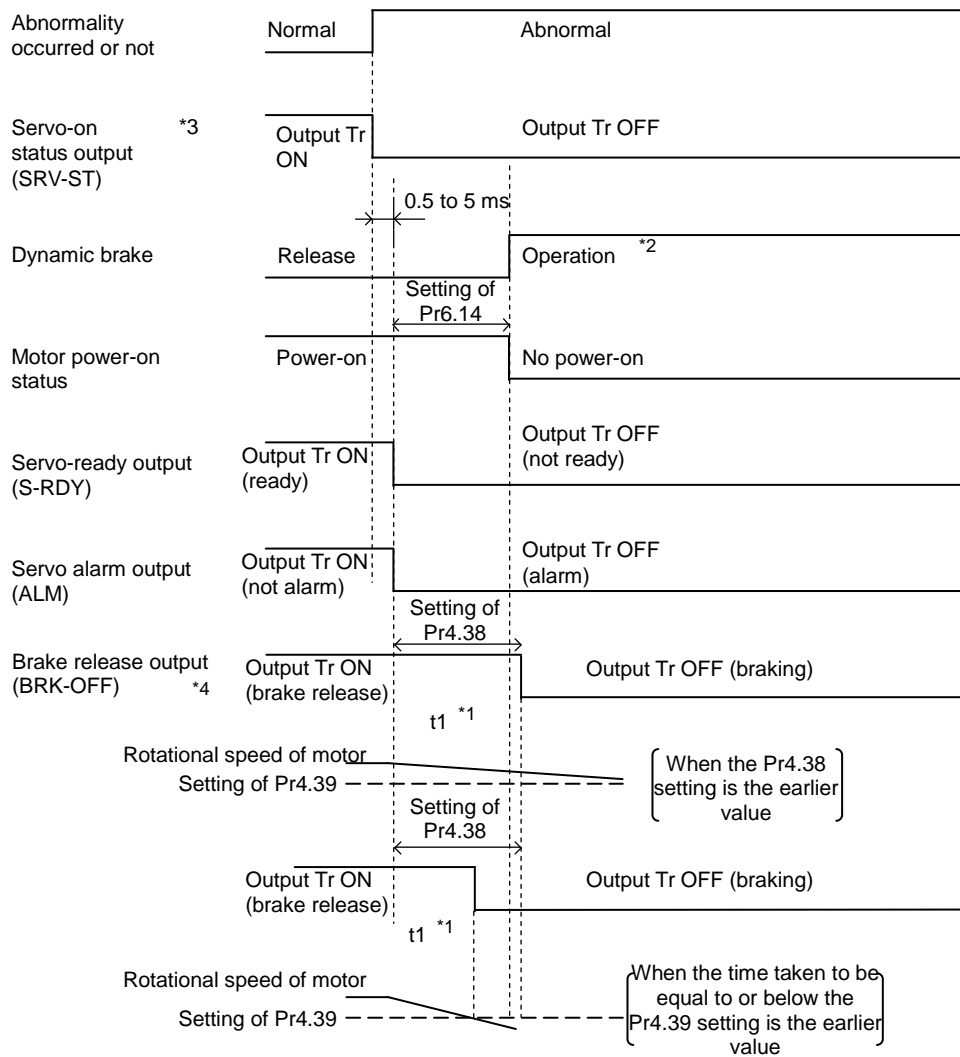 Abnormality
occurred or not
Normal
Abnormal
Servo-on *3
status output
(SRV-ST)
Output Tr
ON
Output Tr OFF
0.5 to 5 ms
Dynamic brake
Release
Operation *2
Setting of
Pr6.14
Motor power-on
status
Power-on
No power-on
Servo-ready output
(S-RDY)
Output Tr ON
(ready)
Output Tr OFF
(not ready)
Servo alarm output
(ALM)
Output Tr ON
(not alarm)
Output Tr OFF
(alarm)
Setting of
Pr4.38
Brake release output
(BRK-OFF) *4
Output Tr ON
(brake release)
Output Tr OFF (braking)
t1 *1
Rotational speed of motor
Setting of Pr4.39
When the Pr4.38
setting is the earlier
value
Setting of
Pr4.38
Output Tr ON
(brake release)
Output Tr OFF (braking)
t1 *1
Rotational speed of motor
Setting of Pr4.39
When the time taken to be
equal to or below the
Pr4.39 setting is the earlier
value